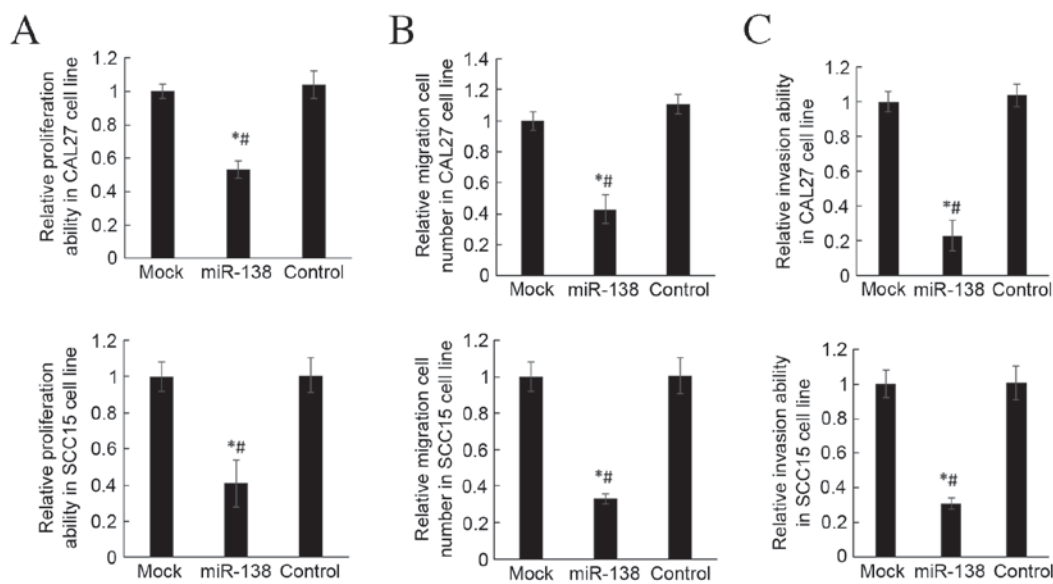 A
Relative proliferation
ability in CAL27 cell line
1.2
1
0.8
0.6
0.4
0.2
0
*#
Mock miR-138 Control
B
Relative migration cell
number in CAL27 cell line
1.4
1.2
1
0.8
0.6
0.4
0.2
0
*#
Mock miR-138 Control
C
Relative invasion ability
in CAL27 cell line
1.2
1
0.8
0.6
0.4
0.2
0
*#
Mock miR-138 Control
Relative proliferation
ability in SCC15 cell line
1.2
1
0.8
0.6
0.4
0.2
0
*#
Mock miR-138 Control
Relative migration cell
number in SCC15 cell line
1.2
1
0.8
0.6
0.4
0.2
0
*#
Mock miR-138 Control
Relative invasion ability
in SCC15 cell line
1.2
1
0.8
0.6
0.4
0.2
0
*#
Mock miR-138 Control